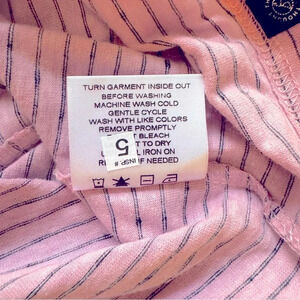 TURN GARMENT INSIDE OUT
BEFORE WASHING
MACHINE WASH COLD
GENTLE CYCLE
WASH WITH LIKE COLORS
REMOVE PROMPTLY
T BLEACH
T TO DRY
L IRON ON
R
IF NEEDED
INSP. #
5